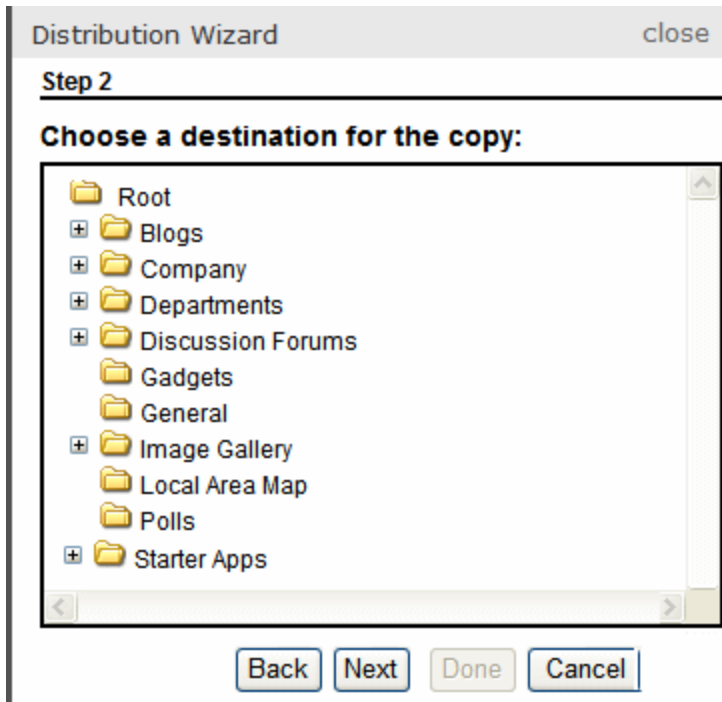 Distribution Wizard close
Step 2
Choose a destination for the copy:
Root
Blogs
Company
Departments
Discussion Forums
Gadgets
General
Image Gallery
Local Area Map
Polls
Starter Apps
Back Next Done Cancel